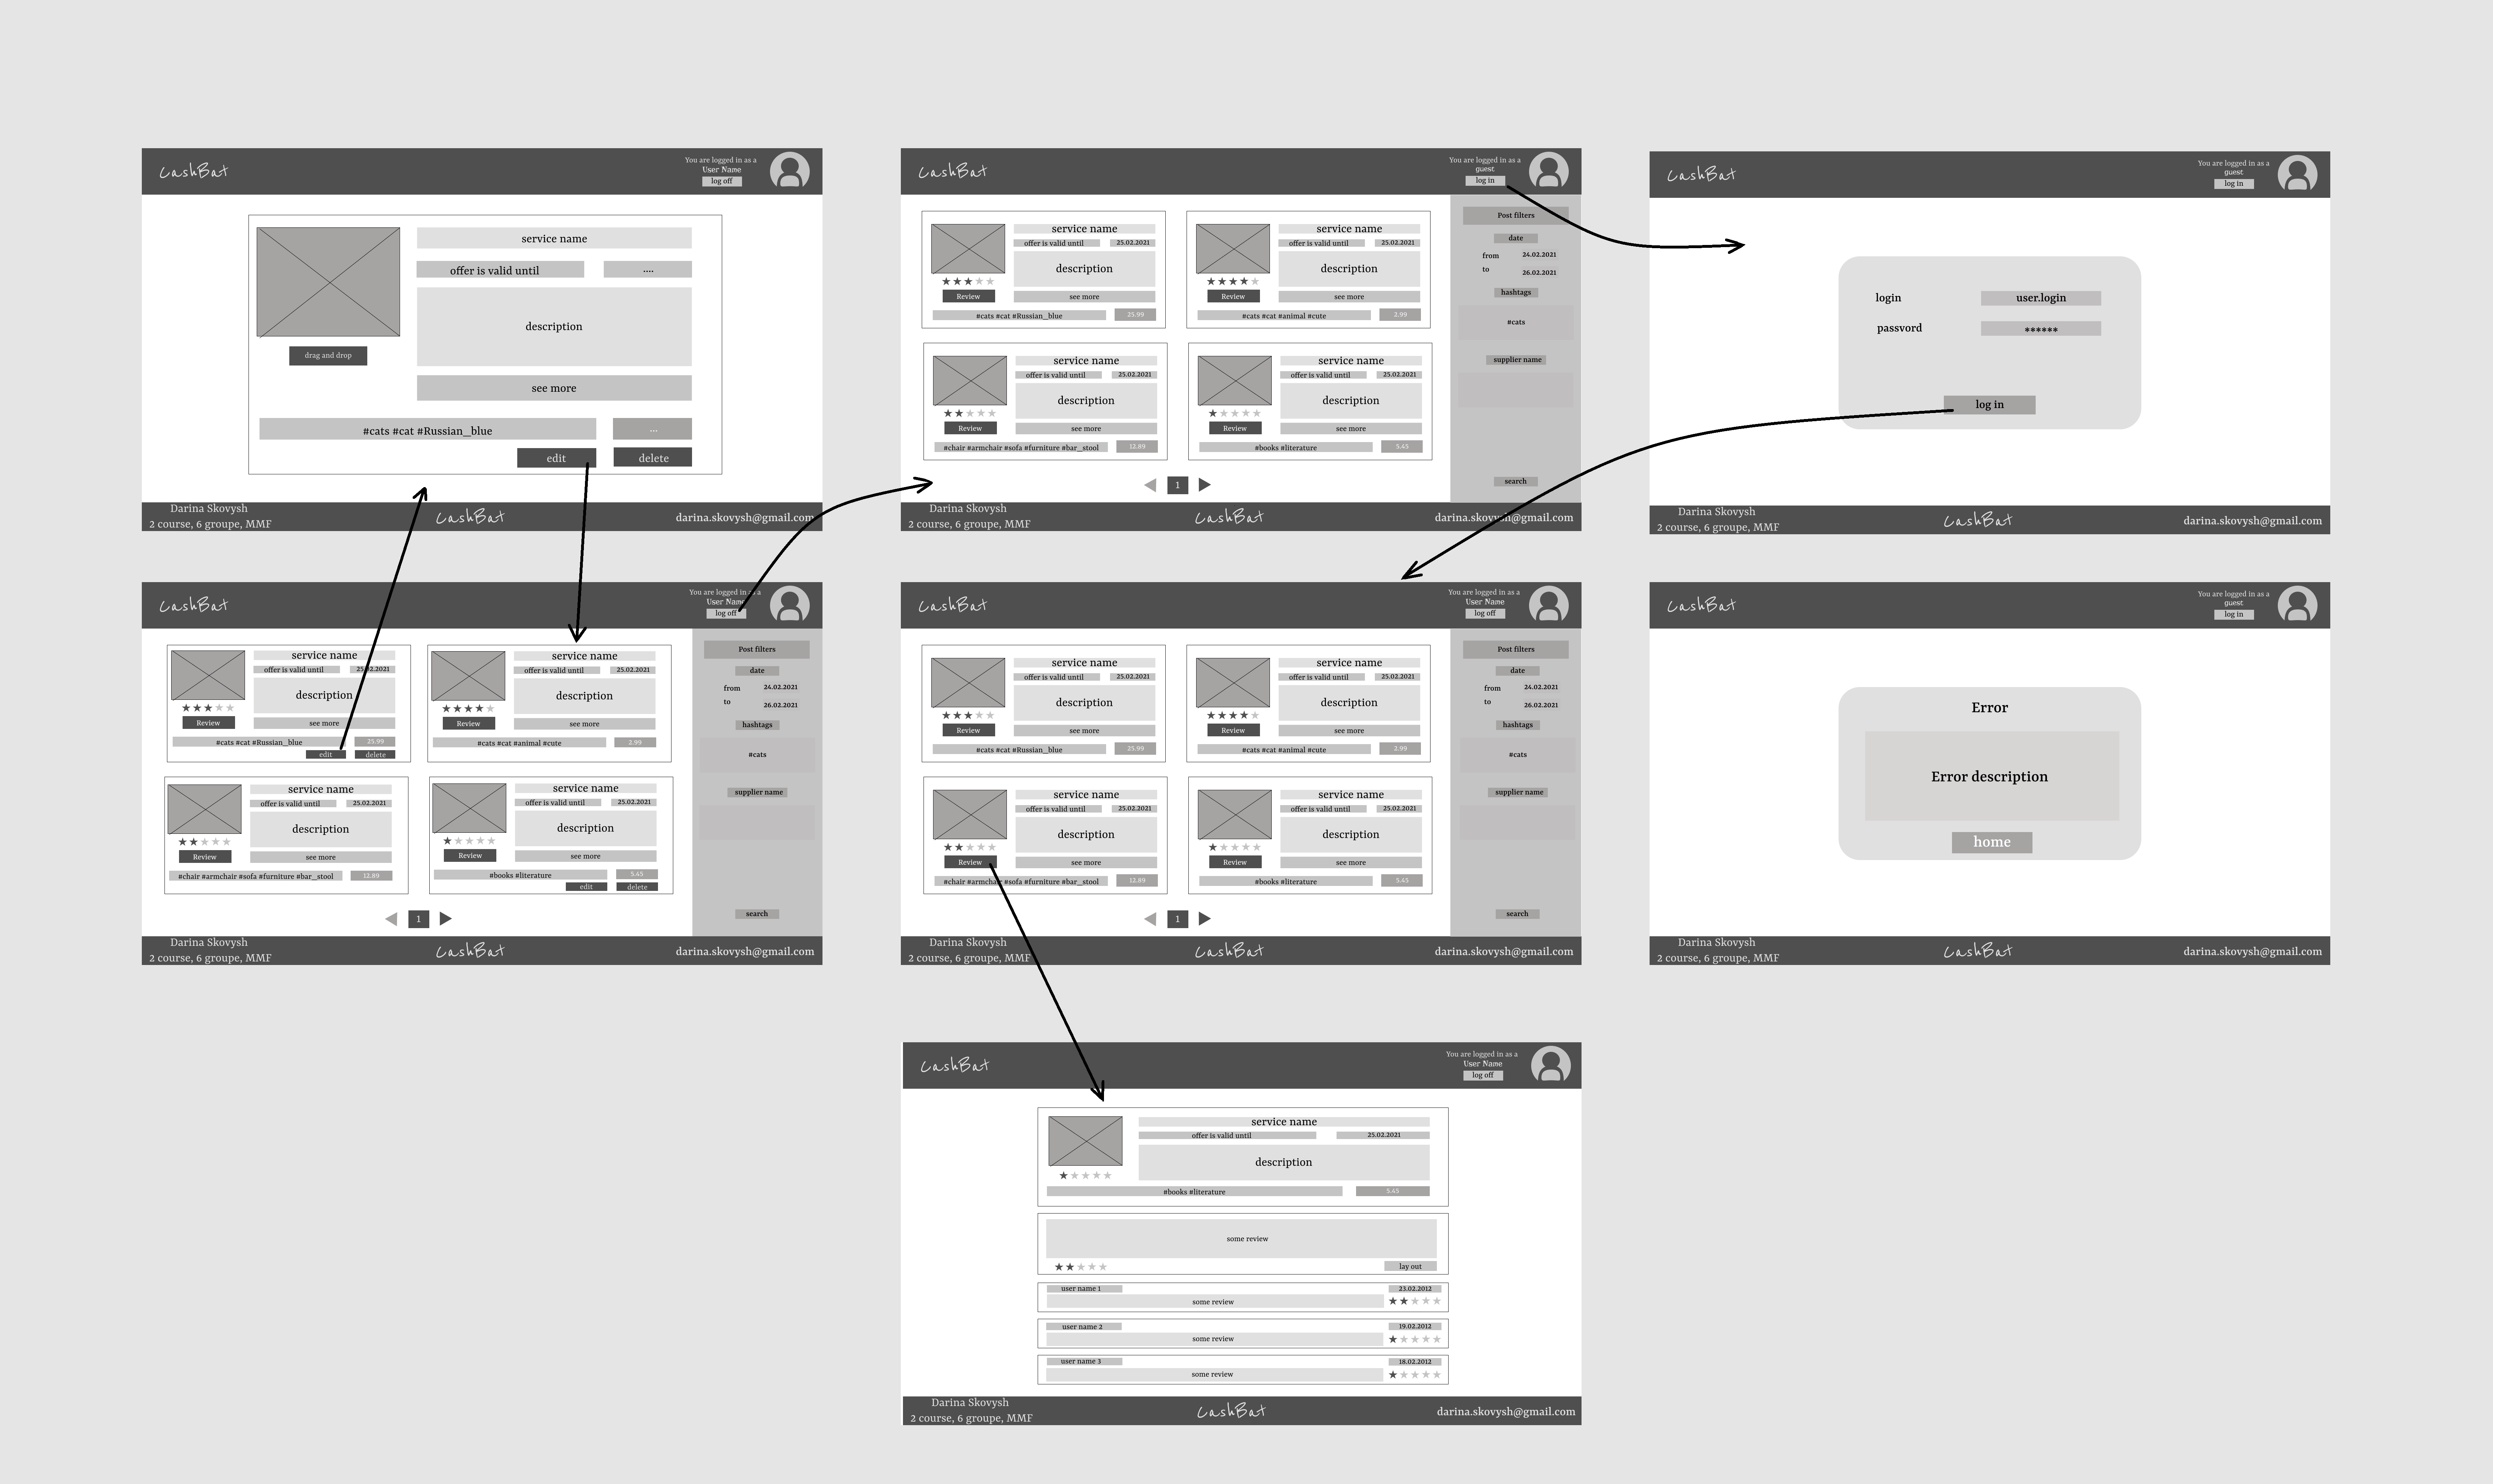 CashBat
You are logged in as a
User Name
log off
service name
offer is valid until
....
description
drag and drop
see more
#cats #cat #Russian_blue
...
edit
delete
Darina Skovysh
2 course, 6 groupe, MMF
CashBat
darina.skovysh@gmail.com
CashBat
You are logged in as a
guest
log in
service name
offer is valid until
25.02.2021
description
Review
see more
#cats #cat #Russian_blue
25.99
service name
offer is valid until
25.02.2021
description
Review
see more
#cats #cat #animal #cute
2.99
service name
offer is valid until
25.02.2021
description
Review
see more
#chair #armchair #sofa #furniture #bar_stool
12.89
service name
offer is valid until
25.02.2021
description
Review
see more
#books #literature
5.45
1
Post filters
date
from
24.02.2021
to
26.02.2021
hashtags
#cats
supplier name
search
Darina Skovysh
2 course, 6 groupe, MMF
CashBat
darina.skovysh@gmail.com
CashBat
You are logged in as a
guest
log in
login
user.login
passvord
******
log in
Darina Skovysh
2 course, 6 groupe, MMF
CashBat
darina.skovysh@gmail.com
CashBat
You are logged in as a
User Name
log off
service name
offer is valid until
25.02.2021
description
Review
see more
#cats #cat #Russian_blue
25.99
edit
delete
service name
offer is valid until
25.02.2021
description
Review
see more
#cats #cat #animal #cute
2.99
service name
offer is valid until
25.02.2021
description
Review
see more
#chair #armchair #sofa #furniture #bar_stool
12.89
service name
offer is valid until
25.02.2021
description
Review
see more
#books #literature
5.45
edit
delete
1
Post filters
date
from
24.02.2021
to
26.02.2021
hashtags
#cats
supplier name
search
Darina Skovysh
2 course, 6 groupe, MMF
CashBat
darina.skovysh@gmail.com
CashBat
You are logged in as a
User Name
log off
service name
offer is valid until
25.02.2021
description
Review
see more
#cats #cat #Russian_blue
25.99
service name
offer is valid until
25.02.2021
description
Review
see more
#cats #cat #animal #cute
2.99
service name
offer is valid until
25.02.2021
description
Review
see more
#chair #armchair #sofa #furniture #bar_stool
12.89
service name
offer is valid until
25.02.2021
description
Review
see more
#books #literature
5.45
1
Post filters
date
from
24.02.2021
to
26.02.2021
hashtags
#cats
supplier name
search
Darina Skovysh
2 course, 6 groupe, MMF
CashBat
darina.skovysh@gmail.com
CashBat
You are logged in as a
guest
log in
Error
Error description
home
Darina Skovysh
2 course, 6 groupe, MMF
CashBat
darina.skovysh@gmail.com
CashBat
You are logged in as a
User Name
log off
service name
offer is valid until
25.02.2021
description
#books #literature
5.45
some review
lay out
user name 1
23.02.2012
some review
user name 2
19.02.2012
some review
user name 3
18.02.2012
some review
Darina Skovysh
2 course, 6 groupe, MMF
CashBat
darina.skovysh@gmail.com